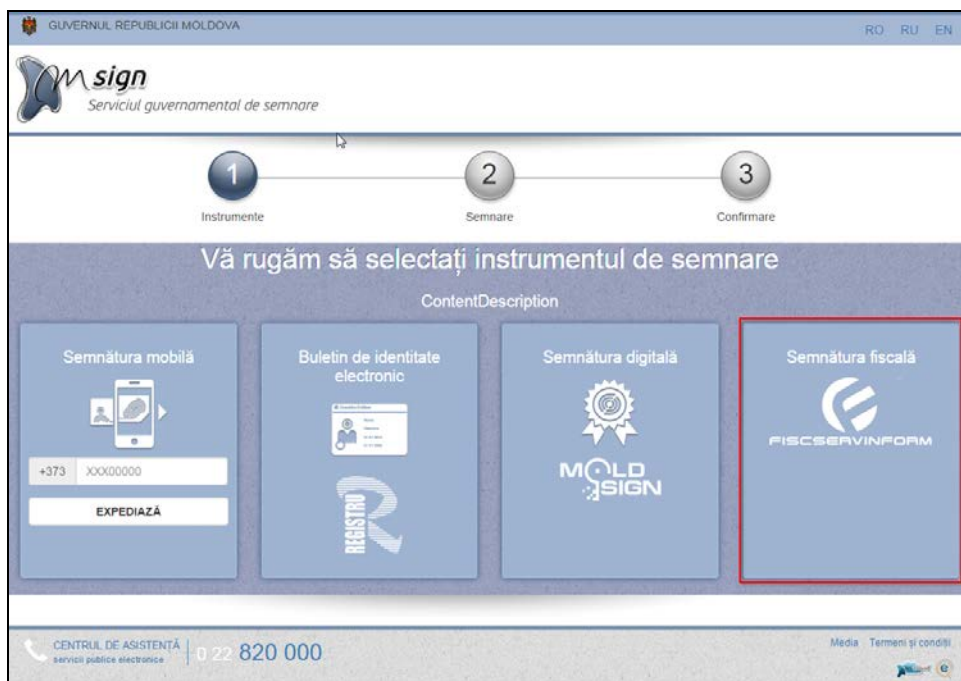 GUVERNUL REPUBLICII MOLDOVA
RO RU EN
msign
Serviciul guvernamental de semnare
1
2
3
Instrumente
Semnare
Confirmare
Vă rugăm să selectați instrumentul de semnare
ContentDescription
Semnătura mobilă
+373 XXX00000
EXPEDIAZĂ
Buletin de identitate
electronic
REGISTRU
Semnătura digitală
MOLD
SIGN
Semnătura fiscală
FISCSERVINFORM
CENTRUL DE ASISTENȚĂ
servicii publice electronice
0 22 820 000
Media Termeni și condiții